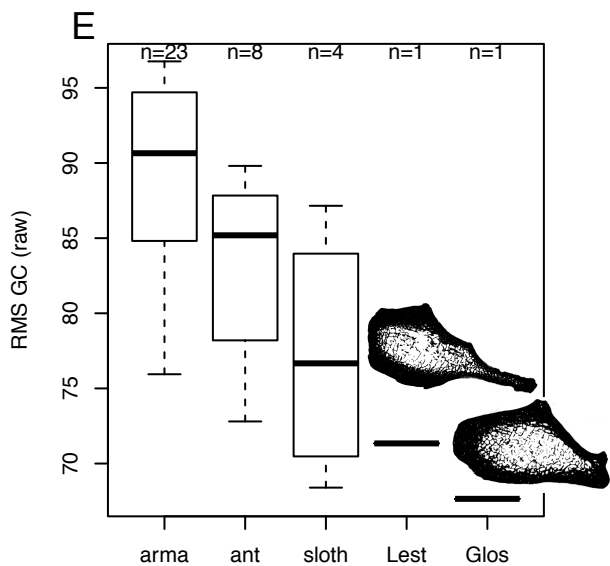 E
n=23 n=8 n=4 n=1 n=1
95
90
85
80
75
70
RMS GC (raw)
arma ant sloth Lest Glos